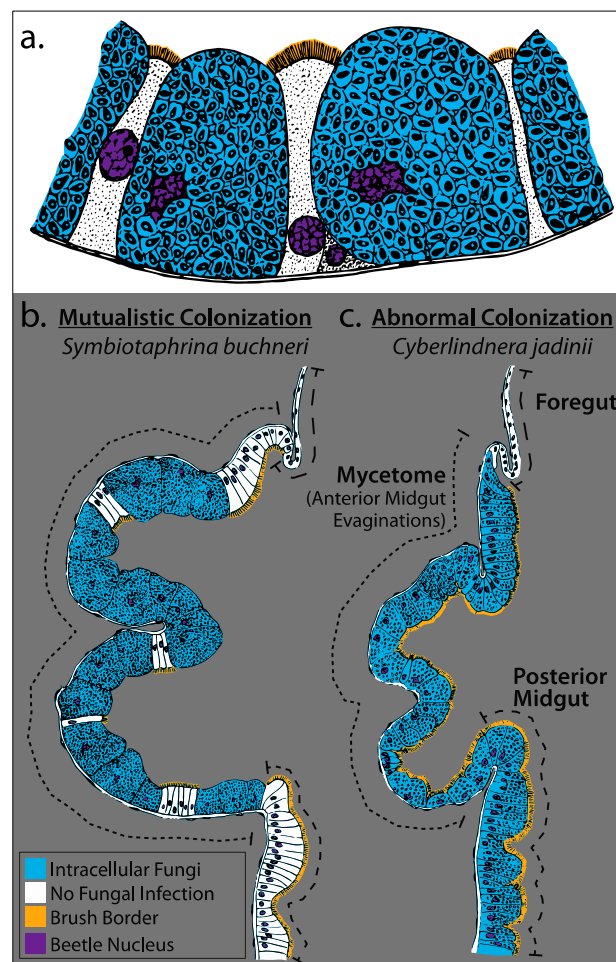 a.
b. Mutualistic Colonization
Symbiotaphrina buchneri
c. Abnormal Colonization
Cyberlindnera jadinii
Foregut
Mycetome
(Anterior Midgut
Evaginations)
Posterior
Midgut
Intracellular Fungi
No Fungal Infection
Brush Border
Beetle Nucleus